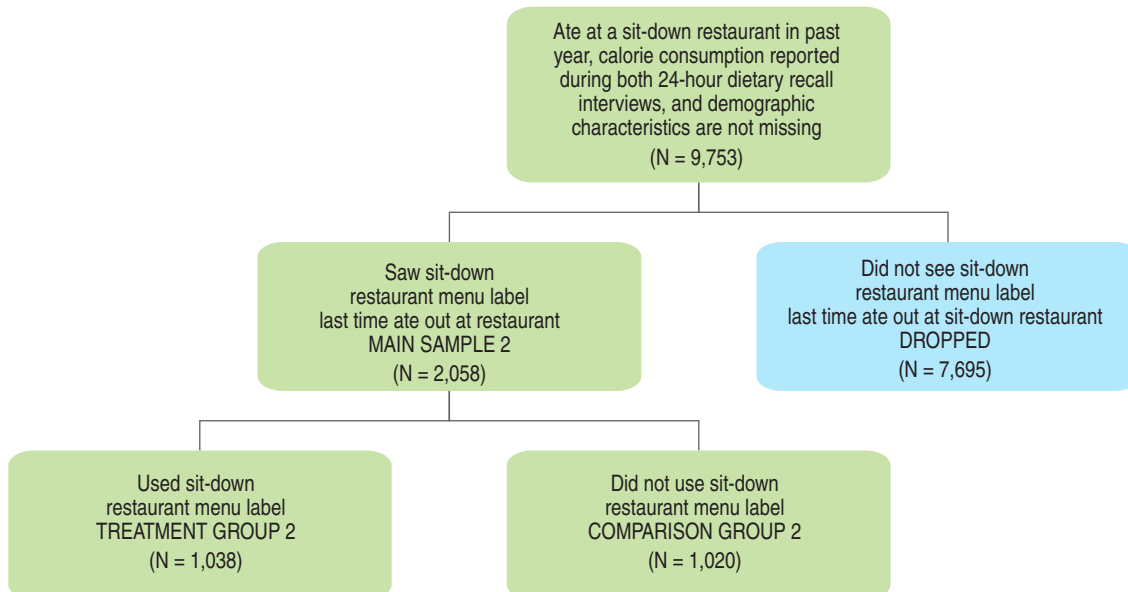 Ate at a sit-down restaurant in past
year, calorie consumption reported
during both 24-hour dietary recall
interviews, and demographic
characteristics are not missing
(N = 9,753)
Saw sit-down
restaurant menu label
last time ate out at restaurant
MAIN SAMPLE 2
(N = 2,058)
Did not see sit-down
restaurant menu label
last time ate out at sit-down restaurant
DROPPED
(N = 7,695)
Used sit-down
restaurant menu label
TREATMENT GROUP 2
(N = 1,038)
Did not use sit-down
restaurant menu label
COMPARISON GROUP 2
(N = 1,020)